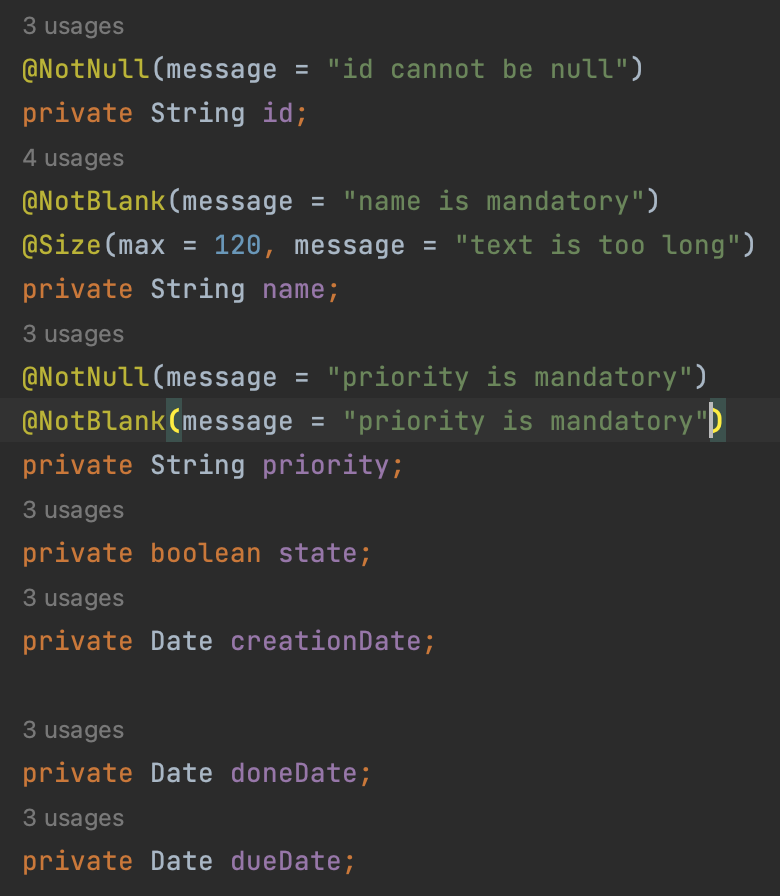 3 usages
@NotNull(message = "id cannot be null")
private String id;
4 usages
@NotBlank(message = "name is mandatory")
@Size(max = 120, message = "text is too long")
private String name;
3 usages
@NotNull(message = "priority is mandatory")
@NotBlank(message = "priority is mandatory")
private String priority;
3 usages
private boolean state;
3 usages
private Date creationDate;
3 usages
private Date doneDate;
3 usages
private Date dueDate;